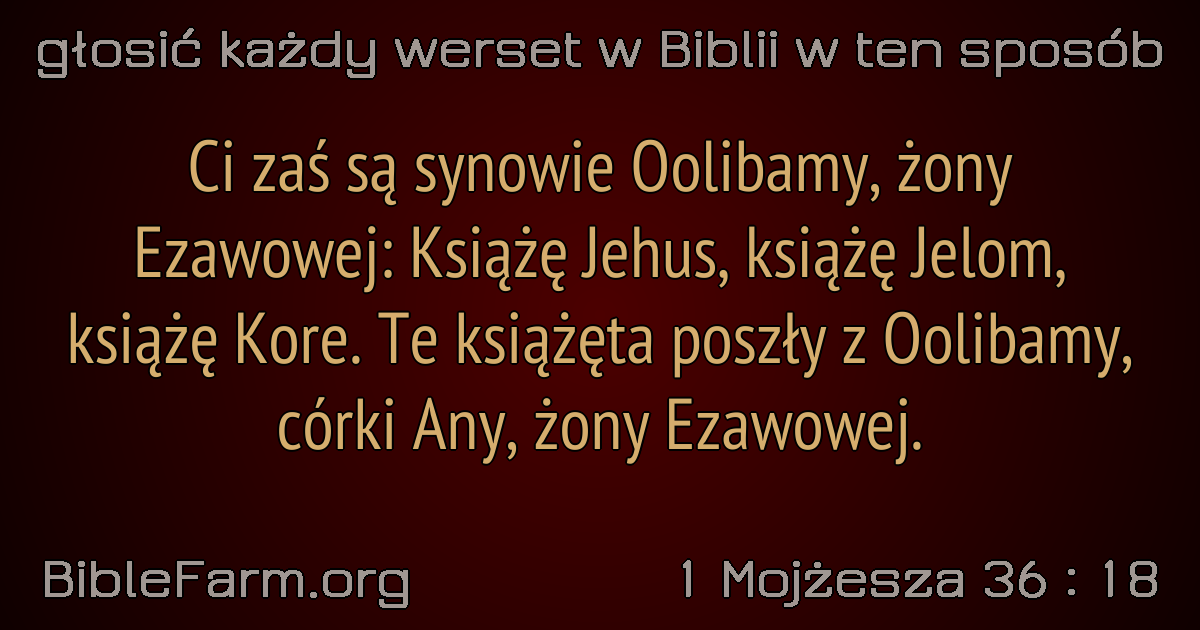 głosić każdy werset w Biblii w ten sposób
Ci zaś są synowie Oolibamy, żony
Ezawowej: Książę Jehus, książę Jelom,
książę Kore. Te książęta poszły z Oolibamy,
córki Any, żony Ezawowej.
BibleFarm.org
1 Mojżesza 36 : 18